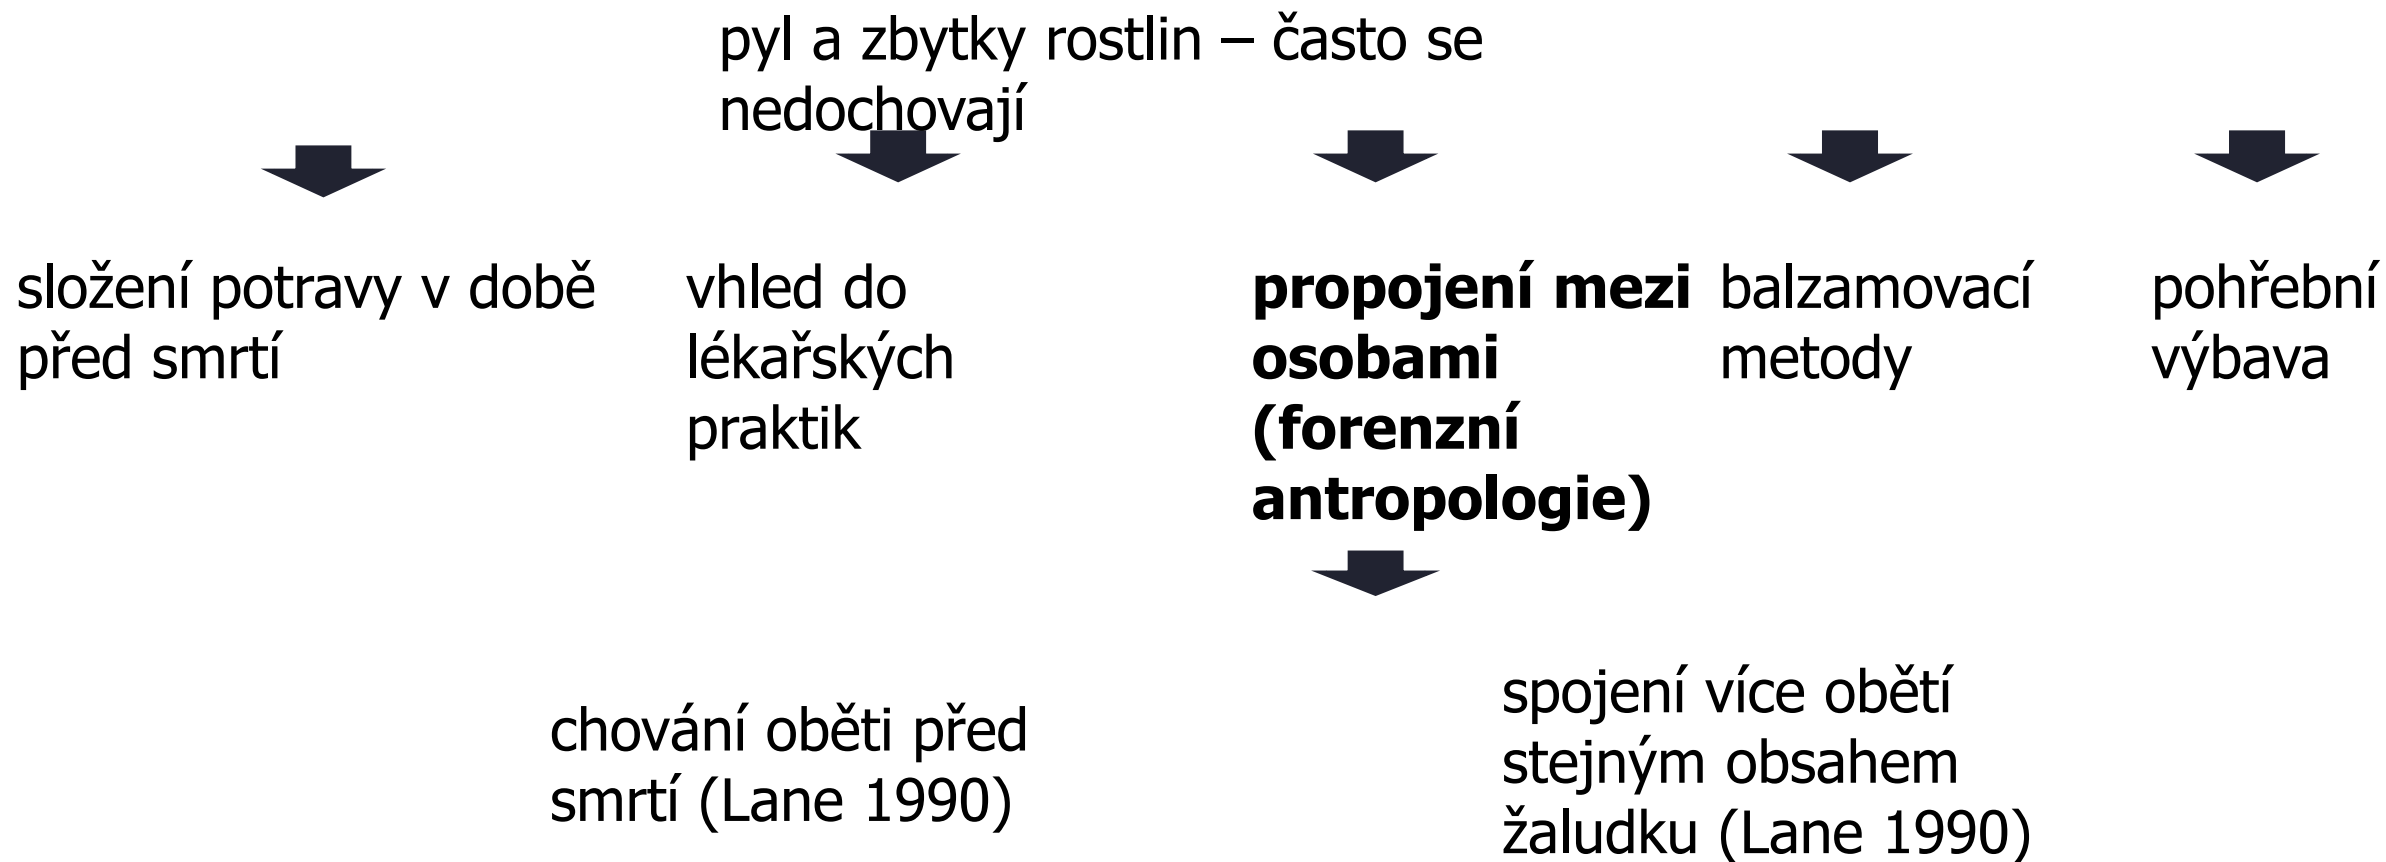 pyl a zbytky rostlin – často se
nedochovají
složení potravy v době
před smrtí
vhled do
lékařských
praktik
propojení mezi
osobami
(forenzní
antropologie)
balzamovací
metody
pohřební
výbava
chování oběti před
smrtí (Lane 1990)
spojení více obětí
stejným obsahem
žaludku (Lane 1990)